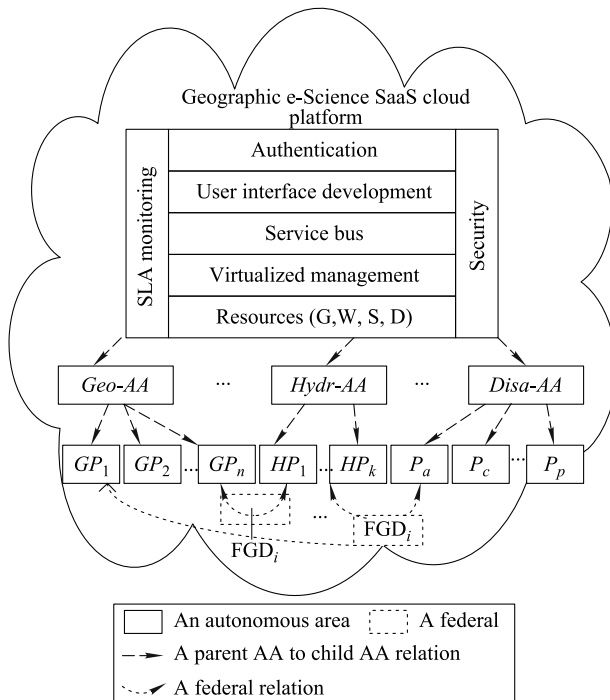 Geographic e-Science SaaS cloud
platform
SLA monitoring
Authentication
User interface development
Service bus
Virtualized management
Resources (G,W, S, D)
Security
Geo-AA ... Hydr-AA ... Disa-AA
GP1 GP2 ... GPn HP1 ... HPk Pa Pc ... Pp
... FGDi
FGDi
An autonomous area A federal
A parent AA to child AA relation
A federal relation